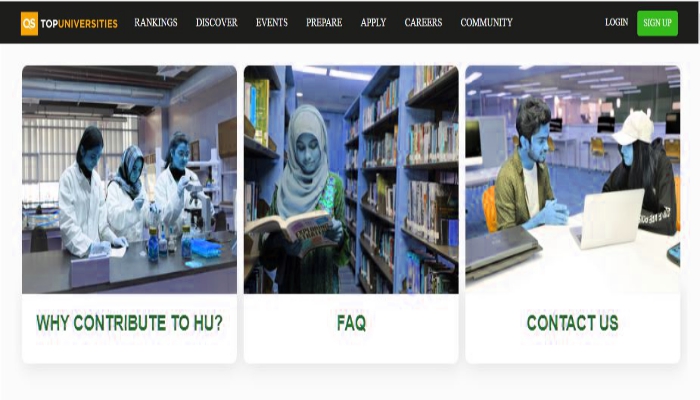 QS TOPUNIVERSITIES RANKINGS DISCOVER EVENTS PREPARE APPLY CAREERS COMMUNITY LOGIN SIGN UP
WHY CONTRIBUTE TO HU? FAQ CONTACT US